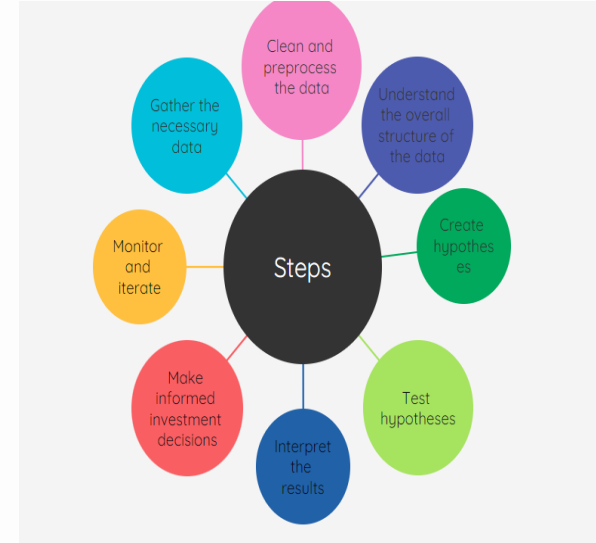 Clean and
preprocess
the data
Gather the
necessary
data
Understand
the overall
structure of
the data
Create
hypothes
es
Monitor
and
iterate
Steps
Make
informed
investment
decisions
Test
hypotheses
Interpret
the
results